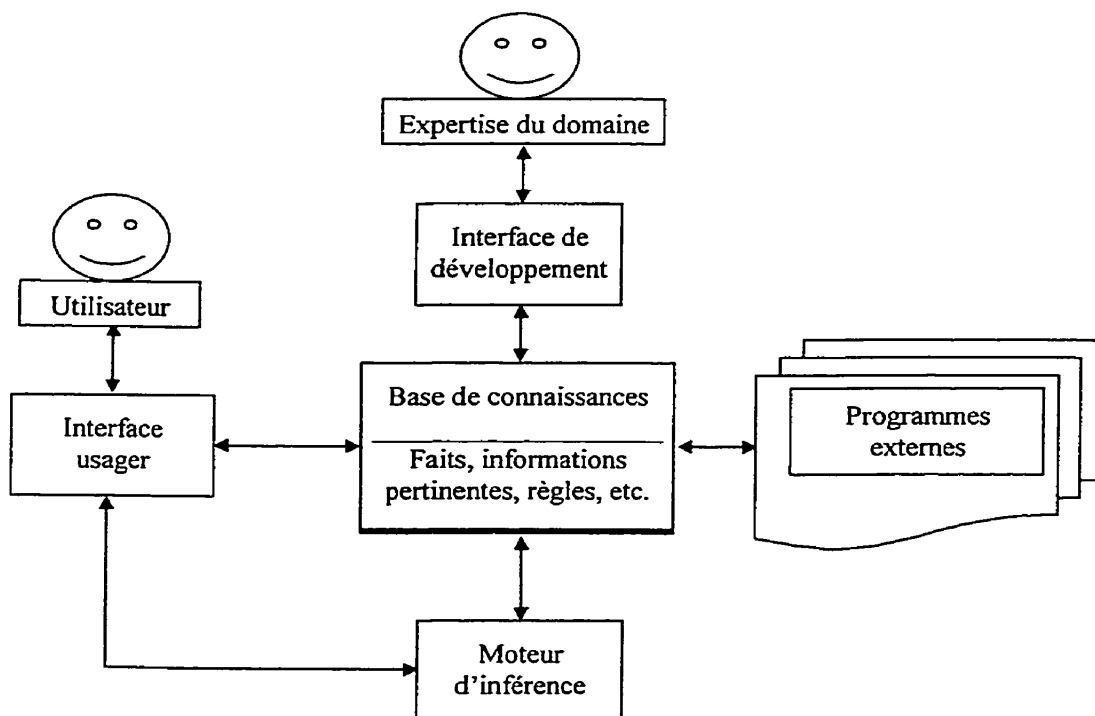 Expertise du domaine
Interface de
développement
Utilisateur
Interface
usager
Base de connaissances
Faits, informations
pertinentes, règles, etc.
Programmes
externes
Moteur
d'inférence